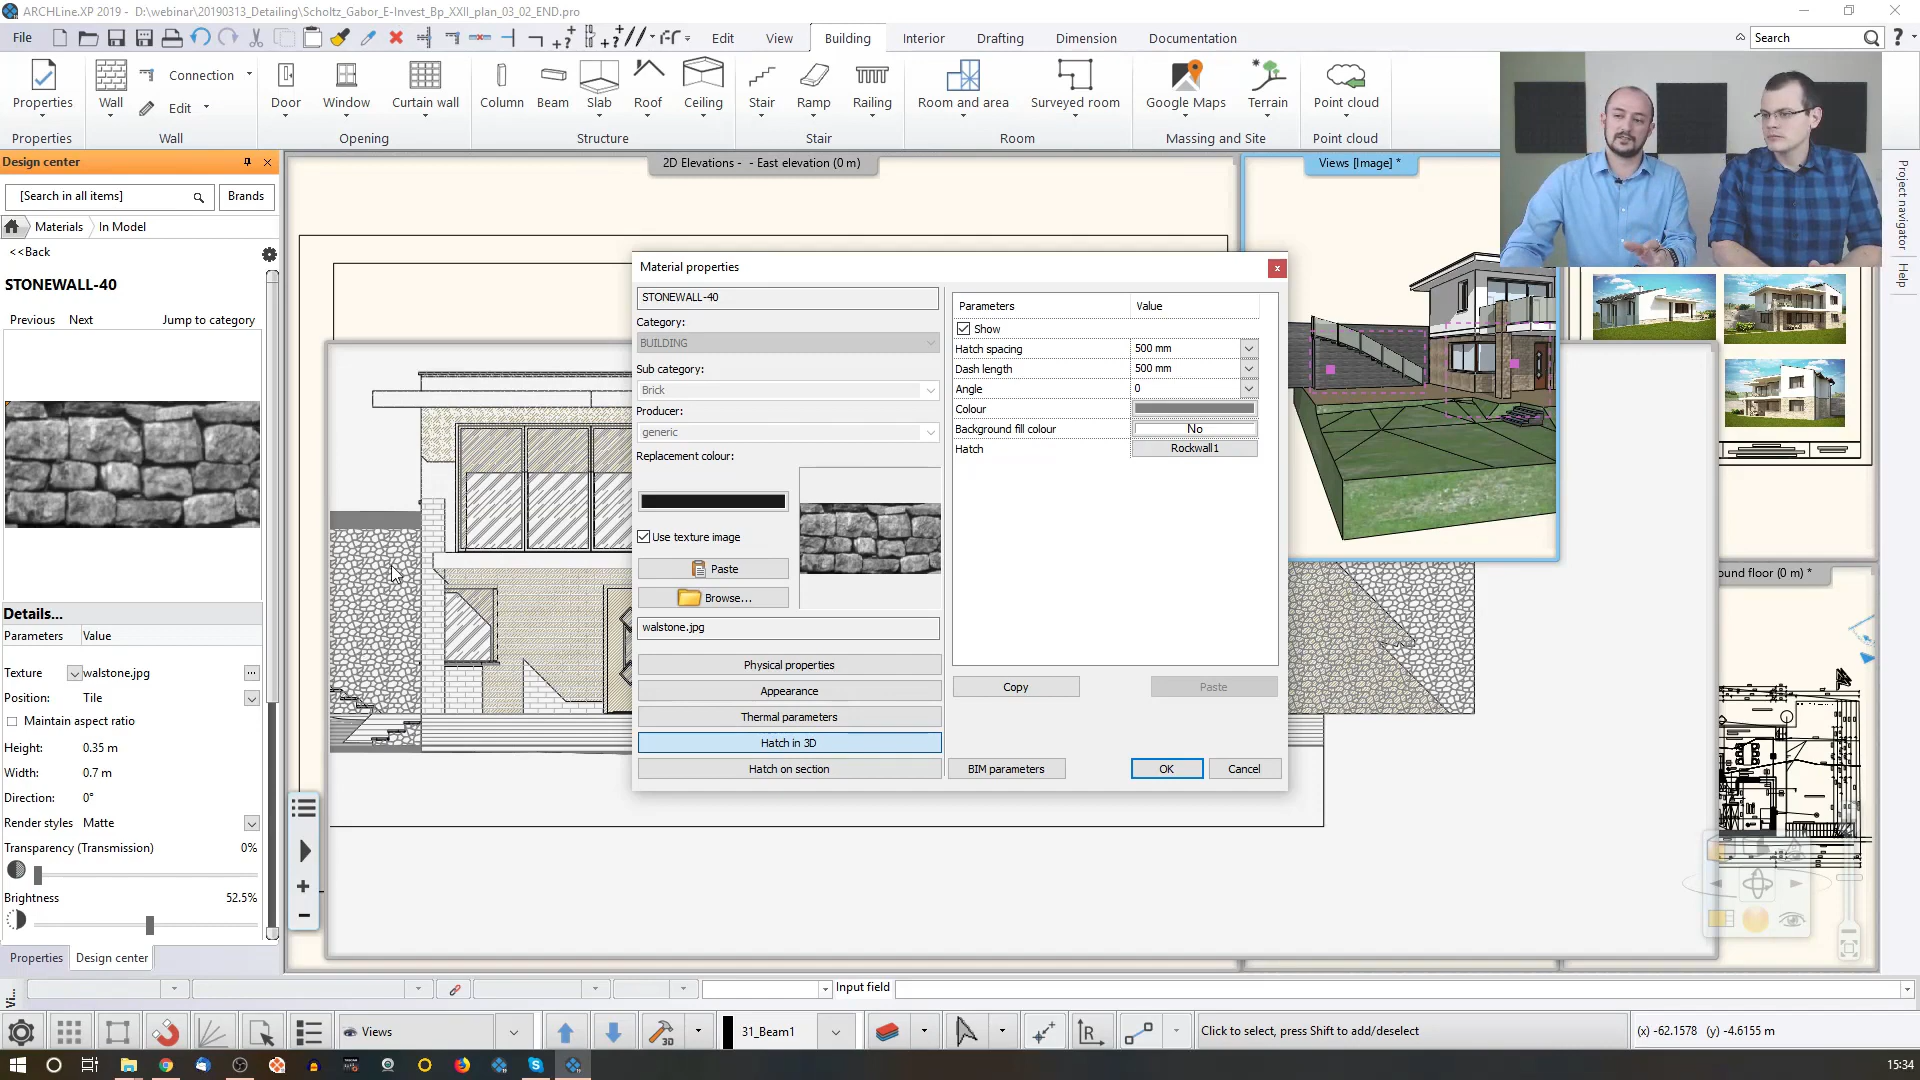 ARCHLine.XP 2019 - D:\webinar\20190313_Detailing\Scholtz_Gabor_E-Invest_Bp_XXII_plan_03_02_END.pro
File
Edit
View
Building
Interior
Drafting
Dimension
Documentation
Search
Properties
Wall
Connection
Edit
Door
Window
Curtain wall
Column
Beam
Slab
Roof
Ceiling
Stair
Ramp
Railing
Room and area
Surveyed room
Google Maps
Terrain
Point cloud
Properties
Wall
Opening
Structure
Stair
Room
Massing and Site
Point cloud
Design center
[Search in all items]
Brands
Materials
In Model
<<Back
STONEWALL-40
Previous
Next
Jump to category
Details...
Parameters
Value
Texture
walstone.jpg
Position:
Tile
Maintain aspect ratio
Height:
0.35 m
Width:
0.7 m
Direction:
0°
Render styles
Matte
Transparency (Transmission)
0%
Brightness
52.5%
Properties
Design center
2D Elevations - - East elevation (0 m)
Views [Image] *
Project navigator
Help
ound floor (0 m) *
Material properties
STONEWALL-40
Category:
BUILDING
Sub category:
Brick
Producer:
generic
Replacement colour:
Use texture image
Paste
Browse...
walstone.jpg
Physical properties
Appearance
Thermal parameters
Hatch in 3D
Hatch on section
Parameters
Value
Show
Hatch spacing
500 mm
Dash length
500 mm
Angle
0
Colour
Background fill colour
No
Hatch
Rockwall1
Copy
Paste
BIM parameters
OK
Cancel
Vi...
Input field
Views
3D
31_Beam1
Click to select, press Shift to add/deselect
(x) -62.1578 (y) -4.6155 m
15:34